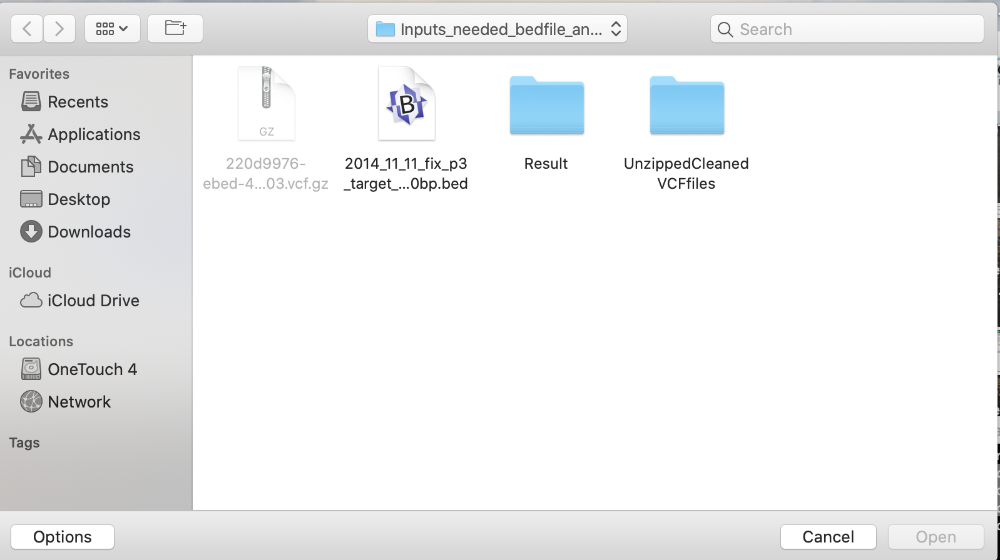 Inputs_needed_bedfile_an...
Search
Favorites
Recents
Applications
Documents
Desktop
Downloads
iCloud
iCloud Drive
Locations
OneTouch 4
Network
Tags
GZ
220d9976-
ebed-4...03.vcf.gz
B
2014_11_11_fix_p3
_target_...0bp.bed
Result
UnzippedCleaned
VCFfiles
Options
Cancel
Open